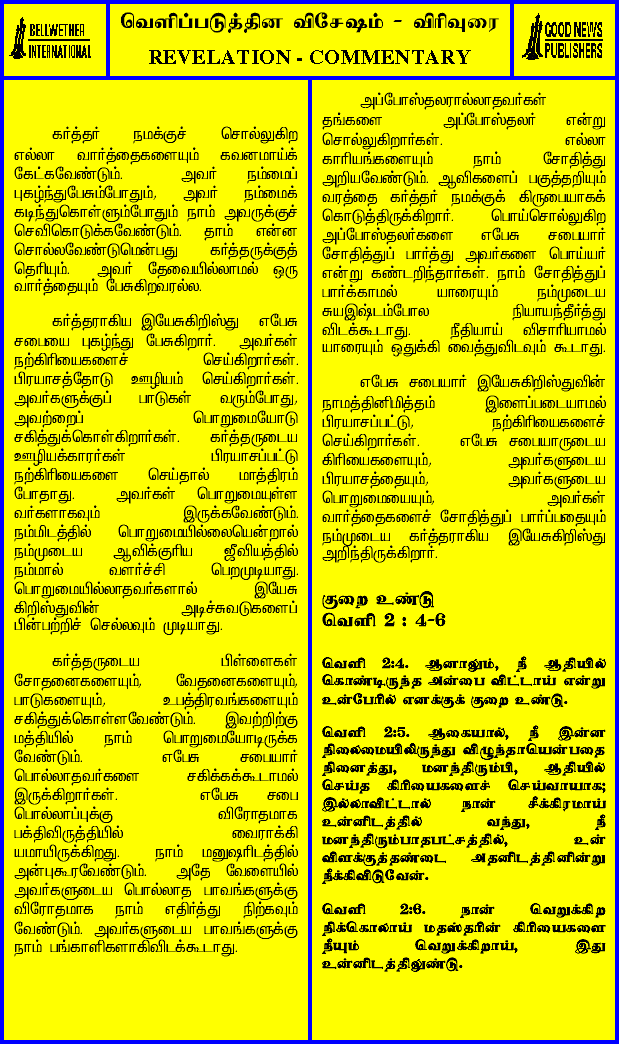 BELLWETHER
INTERNATIONAL
வெளிப்படுத்தின விசேஷம் - விரிவுரை
REVELATION - COMMENTARY
GOOD NEWS
PUBLISHERS
கர்த்தர் நமக்குச் சொல்லுகிற
எல்லா வார்த்தைகளையும் கவனமாய்க்
கேட்கவேண்டும். அவர் நம்மைப்
புகழ்ந்துபேசும்போதும், அவர் நம்மைக்
கடிந்துகொள்ளும்போதும் நாம் அவருக்குச்
செவிகொடுக்கவேண்டும். தாம் என்ன
சொல்லவேண்டுமென்பது கர்த்தருக்குத்
தெரியும். அவர் தேவையில்லாமல் ஒரு
வார்த்தையும் பேசுகிறவரல்ல.
கர்த்தராகிய இயேசுகிறிஸ்து எபேசு
சபையை புகழ்ந்து பேசுகிறார். அவர்கள்
நற்கிரியைகளைச் செய்கிறார்கள்.
பிரயாசத்தோடு ஊழியம் செய்கிறார்கள்.
அவர்களுக்குப் பாடுகள் வரும்போது,
அவற்றைப் பொறுமையோடு
சகித்துக்கொள்கிறார்கள். கர்த்தருடைய
ஊழியக்காரர்கள் பிரயாசப்பட்டு
நற்கிரியைகளை செய்தால் மாத்திரம்
போதாது. அவர்கள் பொறுமையுள்ள
வர்களாகவும் இருக்கவேண்டும்.
நம்மிடத்தில் பொறுமையில்லையென்றால்
நம்முடைய ஆவிக்குரிய ஜீவியத்தில்
நம்மால் வளர்ச்சி பெறமுடியாது.
பொறுமையில்லாதவர்களால் இயேசு
கிறிஸ்துவின் அடிச்சுவடுகளைப்
பின்பற்றிச் செல்லவும் முடியாது.
கர்த்தருடைய பிள்ளைகள்
சோதனைகளையும், வேதனைகளையும்,
பாடுகளையும், உபத்திரவங்களையும்
சகித்துக்கொள்ளவேண்டும். இவற்றிற்கு
மத்தியில் நாம் பொறுமையோடிருக்க
வேண்டும். எபேசு சபையார்
பொல்லாதவர்களை சகிக்கக்கூடாமல்
இருக்கிறார்கள். எபேசு சபை
பொல்லாப்புக்கு விரோதமாக
பக்திவிருத்தியில் வைராக்கி
யமாயிருக்கிறது. நாம் மனுஷரிடத்தில்
அன்புகூரவேண்டும். அதே வேளையில்
அவர்களுடைய பொல்லாத பாவங்களுக்கு
விரோதமாக நாம் எதிர்த்து நிற்கவும்
வேண்டும். அவர்களுடைய பாவங்களுக்கு
நாம் பங்காளிகளாகிவிடக்கூடாது.
அப்போஸ்தலரால்லாதவர்கள்
தங்களை அப்போஸ்தலர் என்று
சொல்லுகிறார்கள். எல்லா
காரியங்களையும் நாம் சோதித்து
அறியவேண்டும். ஆவிகளைப் பகுத்தறியும்
வரத்தை கர்த்தர் நமக்குக் கிருபையாகக்
கொடுத்திருக்கிறார். பொய்சொல்லுகிற
அப்போஸ்தலர்களை எபேசு சபையார்
சோதித்துப் பார்த்து அவர்களை பொய்யர்
என்று கண்டறிந்தார்கள். நாம் சோதித்துப்
பார்க்காமல் யாரையும் நம்முடைய
சுயஇஷ்டம்போல நியாயந்தீர்த்து
விடக்கூடாது. நீதியாய் விசாரியாமல்
யாரையும் ஒதுக்கி வைத்துவிடவும் கூடாது.
எபேசு சபையார் இயேசுகிறிஸ்துவின்
நாமத்தினிமித்தம் இளைப்படையாமல்
பிரயாசப்பட்டு, நற்கிரியைகளைச்
செய்கிறார்கள். எபேசு சபையாருடைய
கிரியைகளையும், அவர்களுடைய
பிரயாசத்தையும், அவர்களுடைய
பொறுமையையும், அவர்கள்
வார்த்தைகளைச் சோதித்துப் பார்ப்பதையும்
நம்முடைய கர்த்தராகிய இயேசுகிறிஸ்து
அறிந்திருக்கிறார்.
குறை உண்டு
வெளி 2 : 4-6
வெளி 2:4. ஆனாலும், நீ ஆதியில்
கொண்டிருந்த அன்பை விட்டாய் என்று
உன்பேரில் எனக்குக் குறை உண்டு.
வெளி 2:5. ஆகையால், நீ இன்ன
நிலைமையிலிருந்து விழுந்தாயென்பதை
நினைத்து, மனந்திரும்பி, ஆதியில்
செய்த கிரியைகளைச் செய்வாயாக;
இல்லாவிட்டால் நான் சீக்கிரமாய்
உன்னிடத்தில் வந்து, நீ
மனந்திரும்பாதபட்சத்தில், உன்
விளக்குத்தண்டை அதனிடத்தினின்று
நீக்கிவிடுவேன்.
வெளி 2:6. நான் வெறுக்கிற
நிக்கொலாய் மதஸ்தரின் கிரியைகளை
நீயும் வெறுக்கிறாய், இது
உன்னிடத்திலுண்டு.